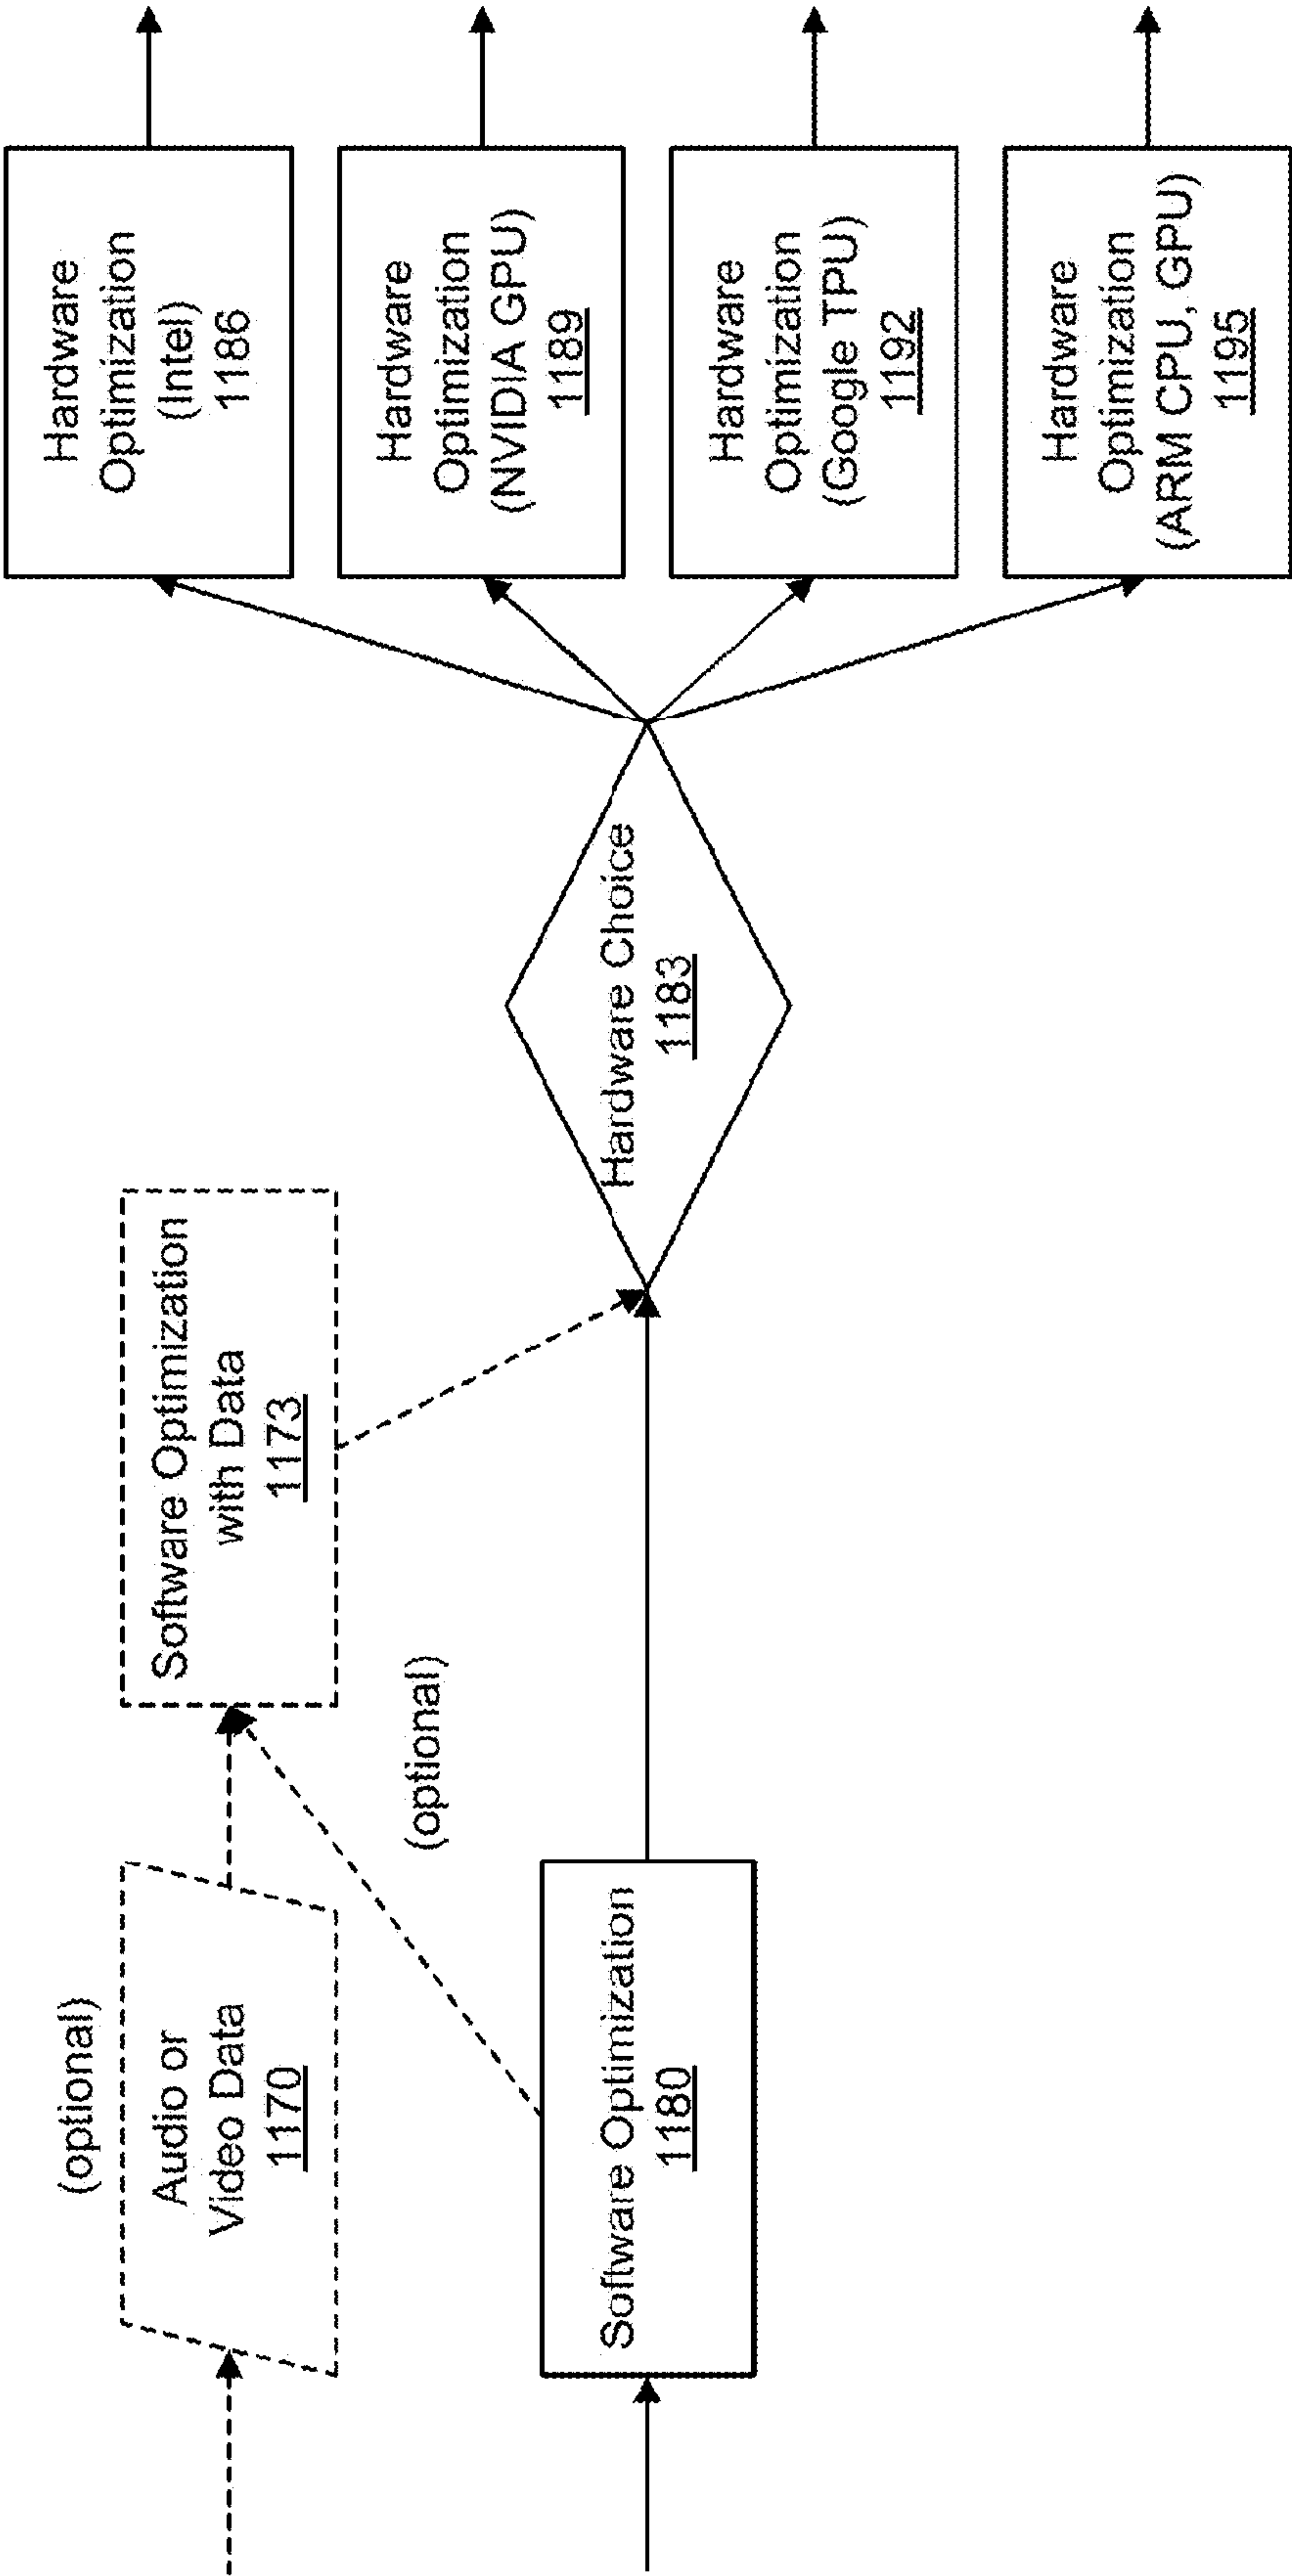 (optional)
Audio or
Video Data
1170
Software Optimization
with Data
1173
(optional)
Software Optimization
1180
Hardware Choice
1183
Hardware
Optimization
(Intel)
1186
Hardware
Optimization
(NVIDIA GPU)
1189
Hardware
Optimization
(Google TPU)
1192
Hardware
Optimization
(ARM CPU, GPU)
1195